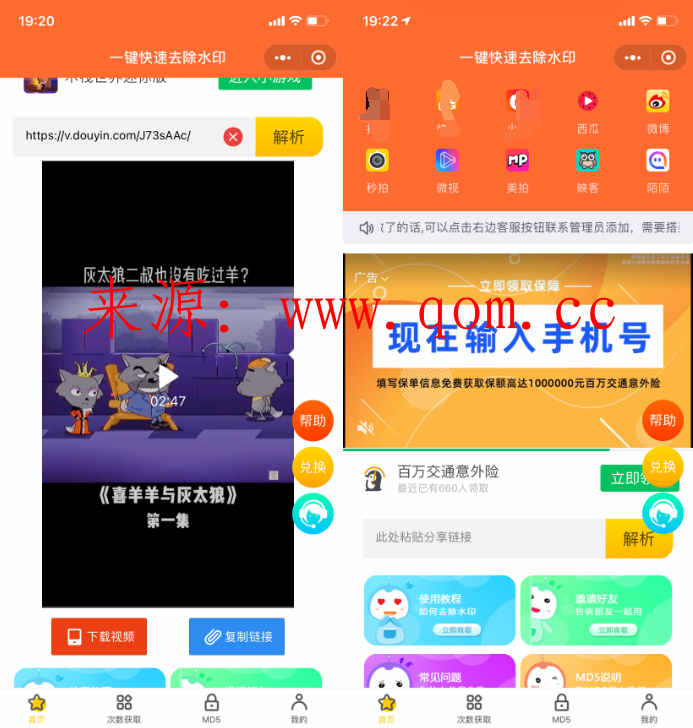 19:20
一键快速去除水印
进入小游戏
https://v.douyin.com/J73sAAc/
解析
灰太狼二叔也没有吃过羊?
02:47
《喜羊羊与灰太狼》
第一集
帮助
兑换
下载视频
复制链接
首页
次数获取
MD5
我的
19:22
一键快速去除水印
西瓜
微博
秒拍
微视
美拍
映客
陌陌
的话,可以点击右边客服按钮联系管理员添加,需要搭
广告
立即领取保障
现在输入手机号
填写保单信息免费获取保额高达1000000元百万交通意外险
帮助
百万交通意外险
最近已有660人领取
立即领
兑换
此处粘贴分享链接
解析
使用教程
如何去除水印
立即查看
邀请好友
告诉朋友一起用
立即查看
常见问题
MD5说明
首页
次数获取
MD5
我的
来源: www.qom.cc